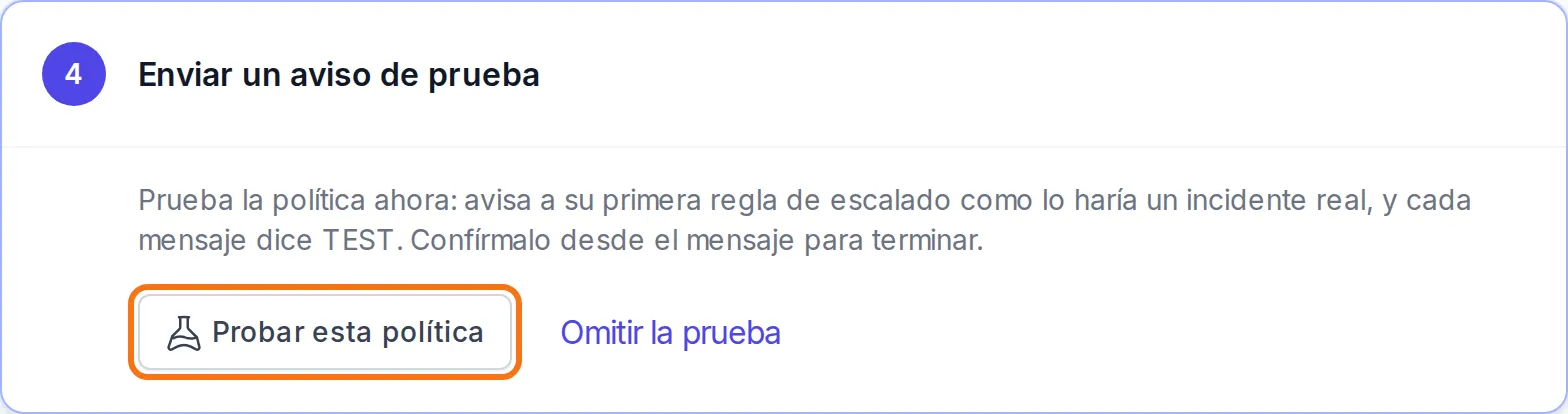 4
Enviar un aviso de prueba
Prueba la política ahora: avisa a su primera regla de escalado como lo haría un incidente real, y cada
mensaje dice TEST. Confírmalo desde el mensaje para terminar.
Probar esta política
Omitir la prueba